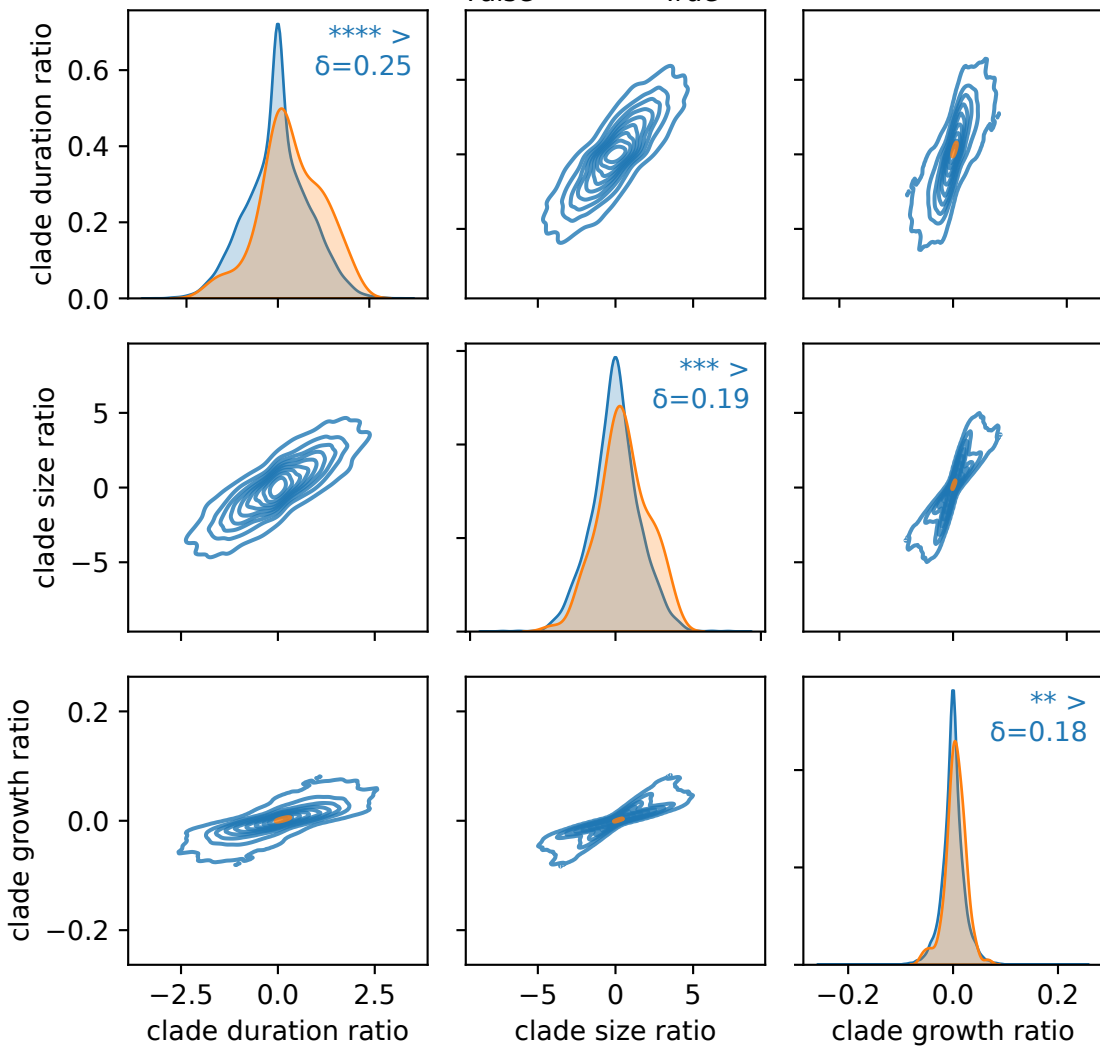 clade duration ratio
0.6
0.4
0.2
0.0
**** >
δ=0.25
clade size ratio
5
0
−5
*** >
δ=0.19
clade growth ratio
0.2
0.0
−0.2
** >
δ=0.18
−2.5 0.0 2.5
−5 0 5
−0.2 0.0 0.2
clade duration ratio
clade size ratio
clade growth ratio